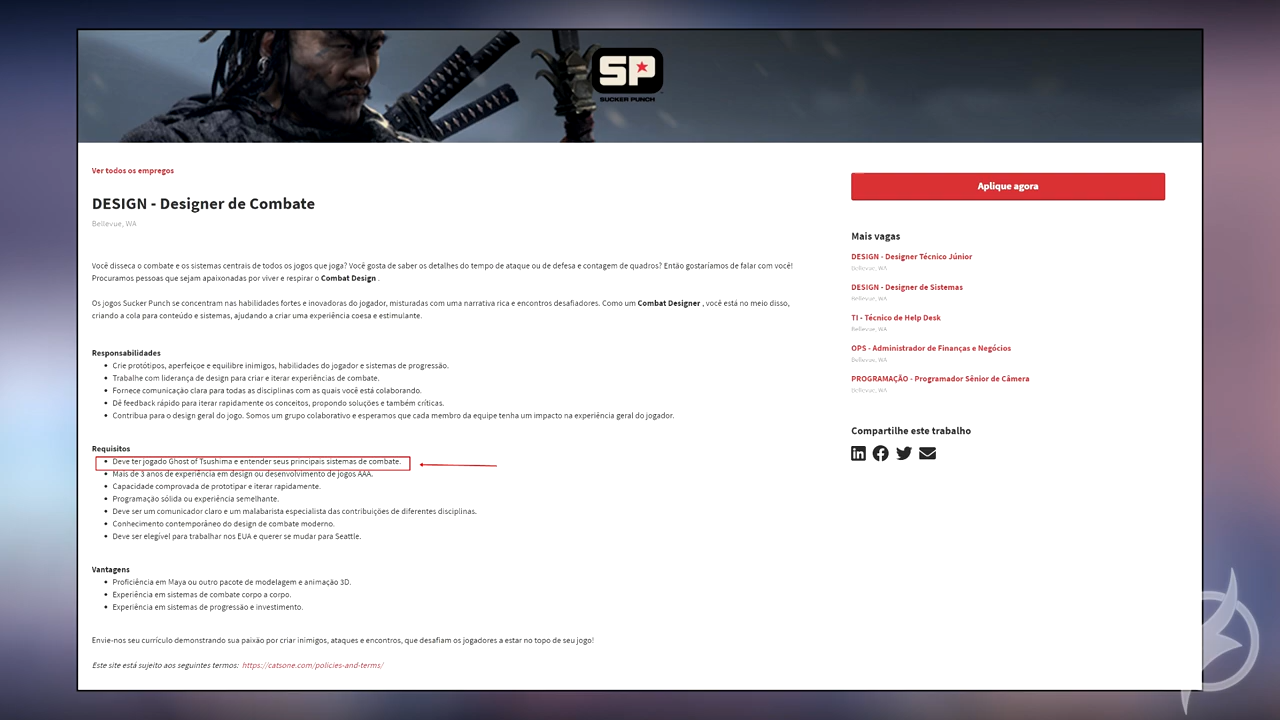 SP
SUCKER PUNCH
Ver todos os empregos
DESIGN - Designer de Combate
Bellevue, WA
Você disseca o combate e os sistemas centrais de todos os jogos que joga? Você gosta de saber os detalhes do tempo de ataque ou de defesa e contagem de quadros? Então gostaríamos de falar com você!
Procuramos pessoas que sejam apaixonadas por viver e respirar o Combat Design .
Os jogos Sucker Punch se concentram nas habilidades fortes e inovadoras do jogador, misturadas com uma narrativa rica e encontros desafiadores. Como um Combat Designer , você está no meio disso,
criando a cola para conteúdo e sistemas, ajudando a criar uma experiência coesa e estimulante.
Responsabilidades
• Crie protótipos, aperfeiçoe e equilibre inimigos, habilidades do jogador e sistemas de progressão.
• Trabalhe com liderança de design para criar e iterar experiências de combate.
• Fornece comunicação clara para todas as disciplinas com as quais você está colaborando.
• Dê feedback rápido para iterar rapidamente os conceitos, propondo soluções e também críticas.
• Contribua para o design geral do jogo. Somos um grupo colaborativo e esperamos que cada membro da equipe tenha um impacto na experiência geral do jogador.
Requisitos
• Deve ter jogado Ghost of Tsushima e entender seus principais sistemas de combate.
• Mais de 3 anos de experiência em design ou desenvolvimento de jogos AAA.
• Capacidade comprovada de prototipar e iterar rapidamente.
• Programação sólida ou experiência semelhante.
• Deve ser um comunicador claro e um malabarista especialista das contribuições de diferentes disciplinas.
• Conhecimento contemporâneo do design de combate moderno.
• Deve ser elegível para trabalhar nos EUA e querer se mudar para Seattle.
Vantagens
• Proficiência em Maya ou outro pacote de modelagem e animação 3D.
• Experiência em sistemas de combate corpo a corpo.
• Experiência em sistemas de progressão e investimento.
Envie-nos seu currículo demonstrando sua paixão por criar inimigos, ataques e encontros, que desafiam os jogadores a estar no topo de seu jogo!
Este site está sujeito aos seguintes termos: https://catsone.com/policies-and-terms/
Aplique agora
Mais vagas
DESIGN - Designer Técnico Júnior
Bellevue, WA
DESIGN - Designer de Sistemas
Bellevue, WA
TI - Técnico de Help Desk
Bellevue, WA
OPS - Administrador de Finanças e Negócios
Bellevue, WA
PROGRAMAÇÃO - Programador Sênior de Câmera
Bellevue, WA
Compartilhe este trabalho